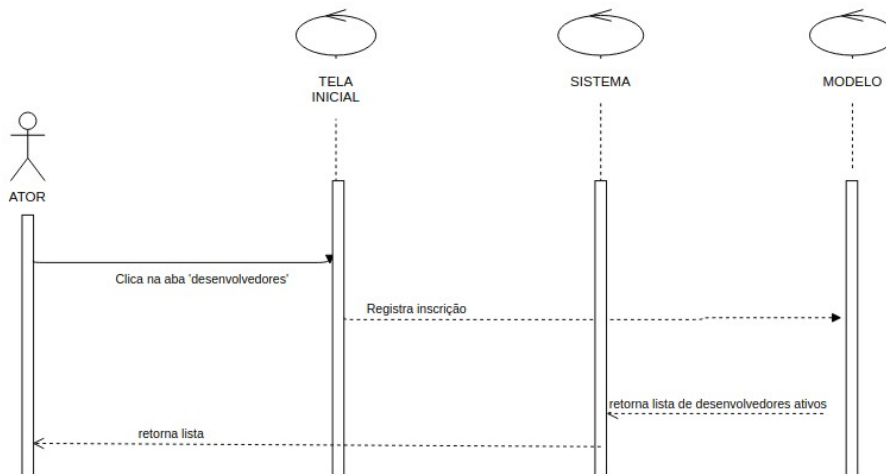 TELA
INICIAL
SISTEMA
MODELO
ATOR
Clica na aba 'desenvolvedores'
Registra inscrição
retorna lista de desenvolvedores ativos
retorna lista